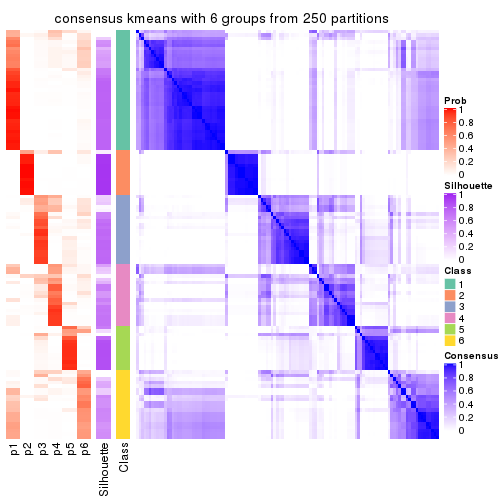 consensus kmeans with 6 groups from 250 partitions
Prob
1
0.8
0.6
0.4
0.2
0
Silhouette
1
0.8
0.6
0.4
0.2
0
Class
1
2
3
4
5
6
Consensus
1
0.8
0.6
0.4
0.2
0
p1
p2
p3
p4
p5
p6
Silhouette
Class